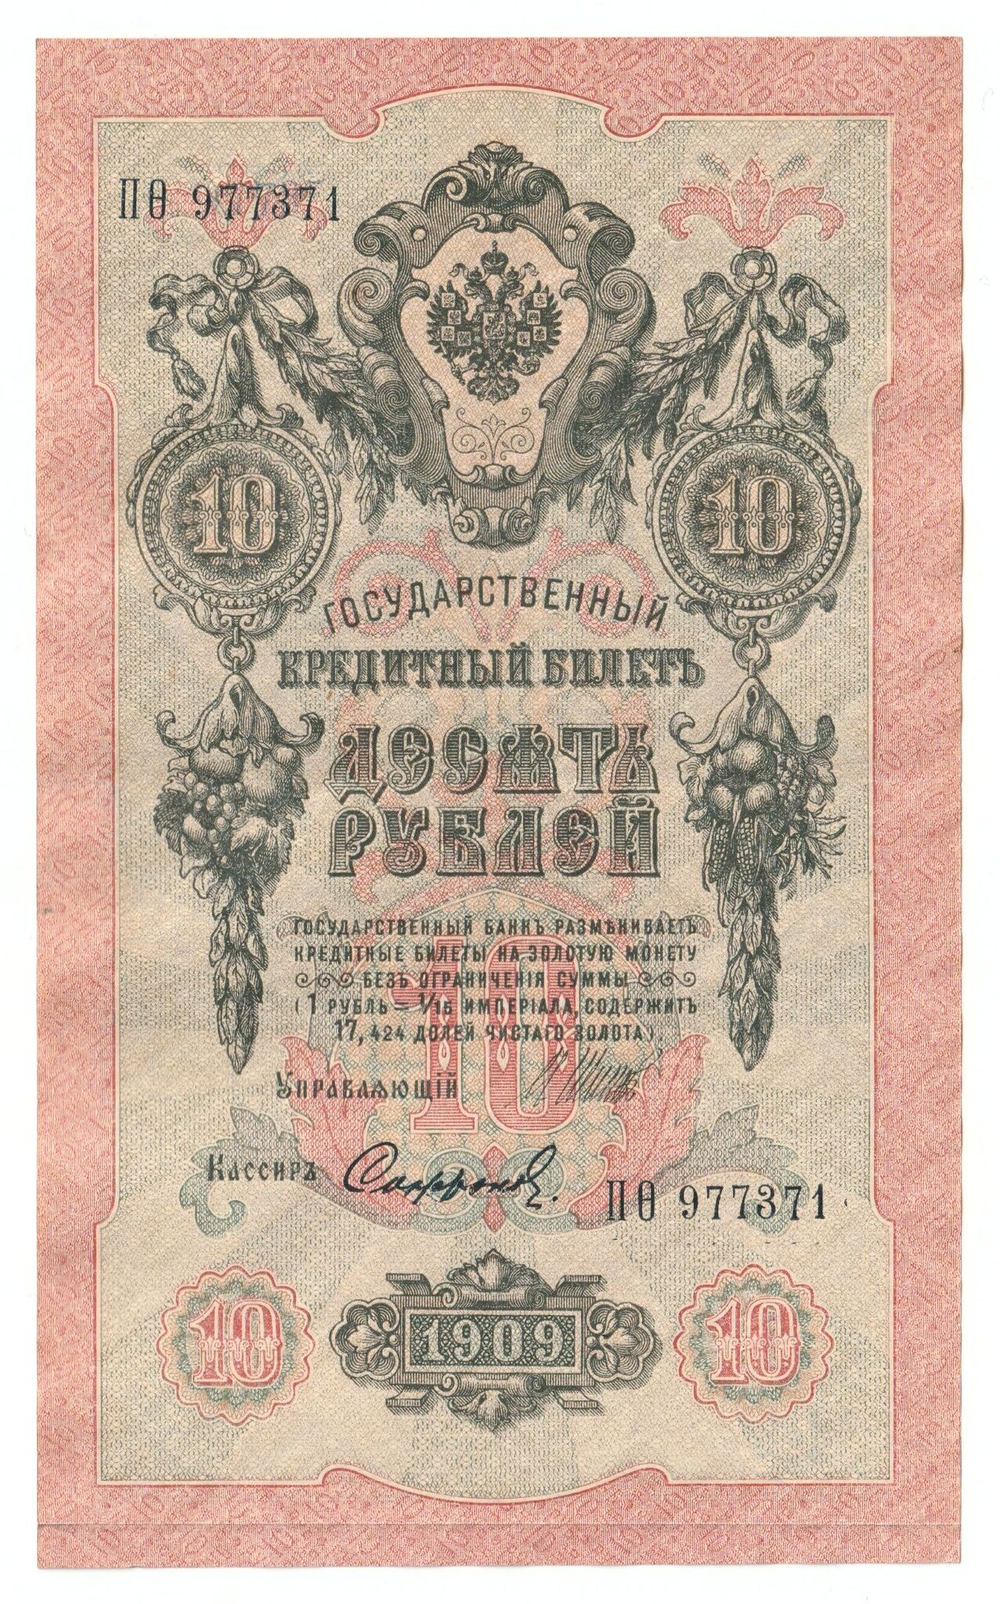 ПѲ 977371
10 10
ГОСУДАРСТВЕННЫЙ
КРЕДИТНЫЙ БИЛЕТЪ
ДЕСЯТЬ
РУБЛЕЙ
ГОСУДАРСТВЕННЫЙ БАНКЪ РАЗМѢНИВАЕТЪ
КРЕДИТНЫЕ БИЛЕТЫ НА ЗОЛОТУЮ МОНЕТУ
БЕЗЪ ОГРАНИЧЕНІЯ СУММЫ
(1 РУБЛЬ = 1/15 ИМПЕРІАЛА, СОДЕРЖИТЪ
17,424 ДОЛЕЙ ЧИСТАГО ЗОЛОТА).
10
Управляющій
Кассиръ Сафронов.
ПѲ 977371
10 1909 10